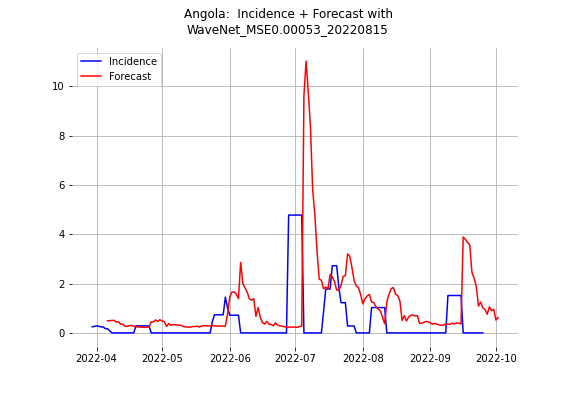 Angola:  Incidence + Forecast with
WaveNet_MSE0.00053_20220815
Incidence
Forecast
10
8
6
4
2
0
2022-04 2022-05 2022-06 2022-07 2022-08 2022-09 2022-10